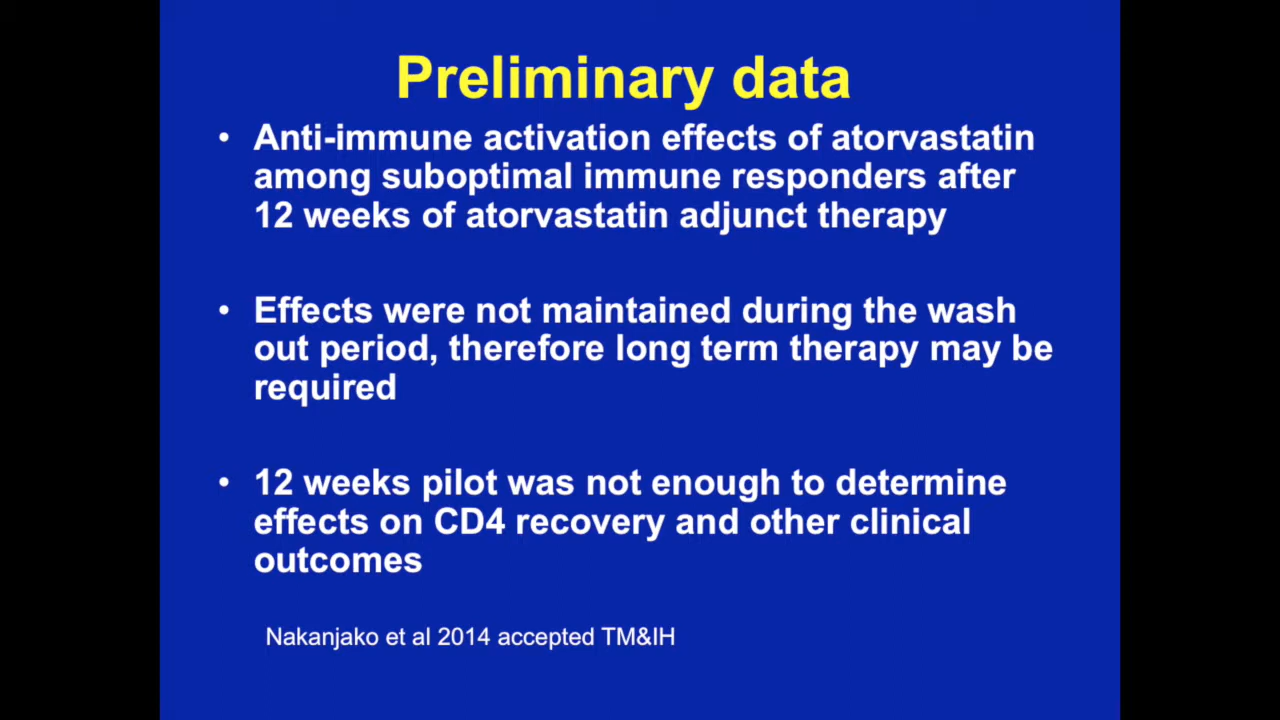 Preliminary data
• Anti-immune activation effects of atorvastatin
among suboptimal immune responders after
12 weeks of atorvastatin adjunct therapy
• Effects were not maintained during the wash
out period, therefore long term therapy may be
required
• 12 weeks pilot was not enough to determine
effects on CD4 recovery and other clinical
outcomes
Nakanjako et al 2014 accepted TM&IH